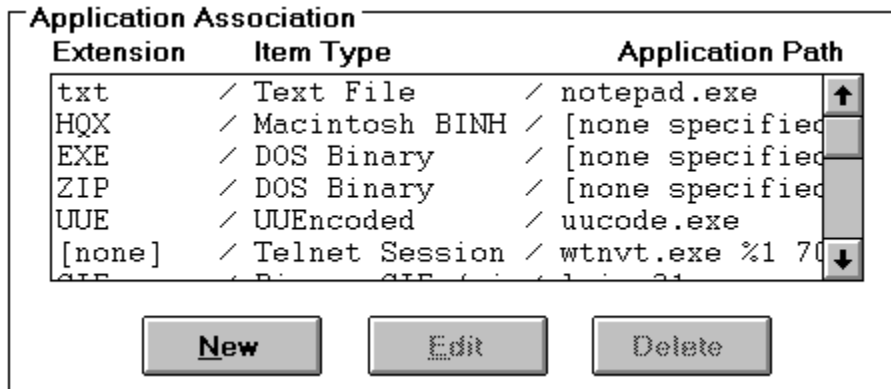 Application Association
Extension Item Type Application Path
txt / Text File / notepad.exe
HQX / Macintosh BINH / [none specified
EXE / DOS Binary / [none specified
ZIP / DOS Binary / [none specified
UUE / UUEncoded / uucode.exe
[none] / Telnet Session / wtnvt.exe %1 70
New Edit Delete